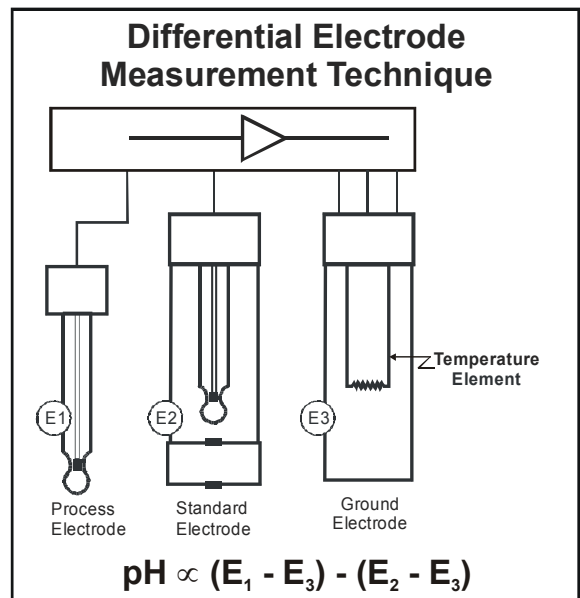 Differential Electrode
Measurement Technique
Temperature
Element
E1
E2
E3
Process
Electrode
Standard
Electrode
Ground
Electrode
pH ∝ (E₁ - E₃) - (E₂ - E₃)